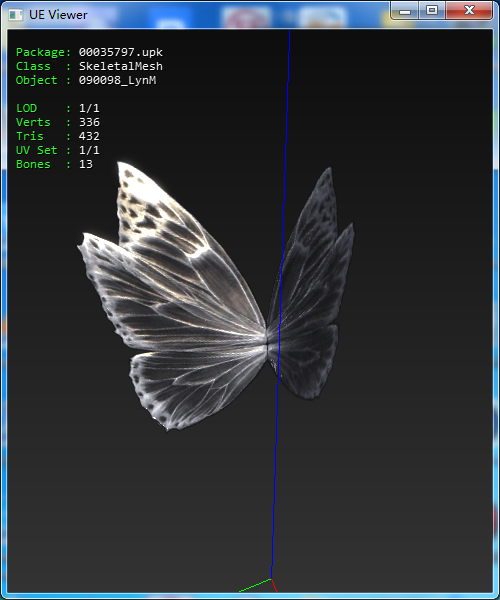 UE Viewer
Package: 00035797.upk
Class : SkeletalMesh
Object : 090098_LynM
LOD : 1/1
Verts : 336
Tris : 432
UV Set : 1/1
Bones : 13